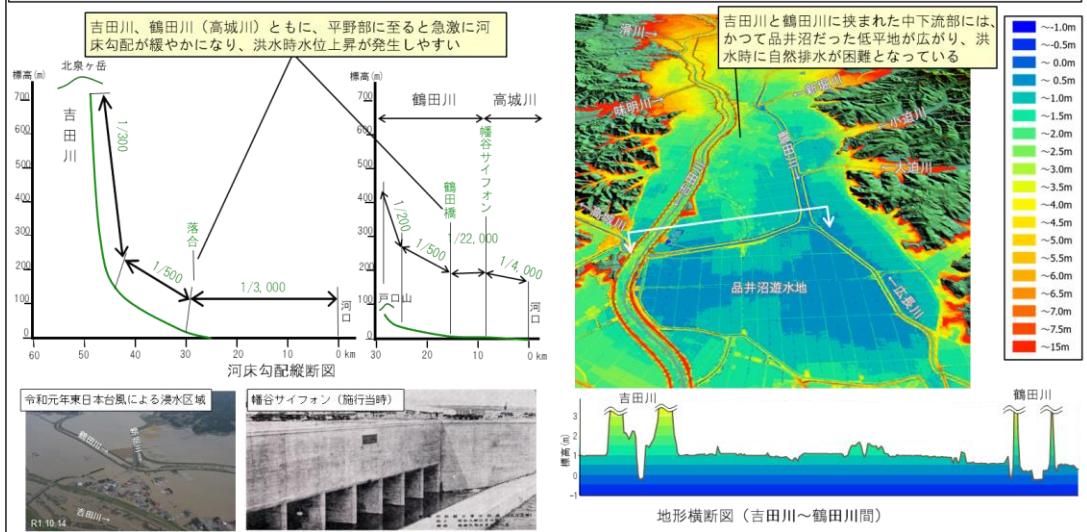 吉田川、鶴田川（高城川）ともに、平野部に至ると急激に河
床勾配が緩やかになり、洪水時水位上昇が発生しやすい
吉田川と鶴田川に挟まれた中下流部には、
かつて品井沼だった低平地が広がり、洪
水時に自然排水が困難となっている
北泉ヶ岳
標高(m)
700
600
500
400
300
200
100
0
吉田川
1/300
1/500
落合
1/3,000
河口
60 50 40 30 20 10 0 km
標高(m)
700
600
500
400
300
200
100
0
鶴田川
高城川
幡谷サイフォン
鶴田橋
1/200
1/500
1/22,000
1/4,000
戸口山
河口
30 20 10 0 km
河床勾配縦断図
滑川
味明川
新堀川
小迫川
大迫川
鶴田川
吉田川
高城川
品井沼遊水地
広長川
～-1.0m
～-0.5m
～ 0.0m
～0.5m
～1.0m
～1.5m
～2.0m
～2.5m
～3.0m
～3.5m
～4.0m
～4.5m
～5.0m
～5.5m
～6.0m
～6.5m
～7.0m
～7.5m
～15m
令和元年東日本台風による浸水区域
鶴田川
新堀川
吉田川
R1.10.14
幡谷サイフォン（施行当時）
吉田川
鶴田川
標高(m)
3
2
1
0
-1
地形横断図（吉田川～鶴田川間）